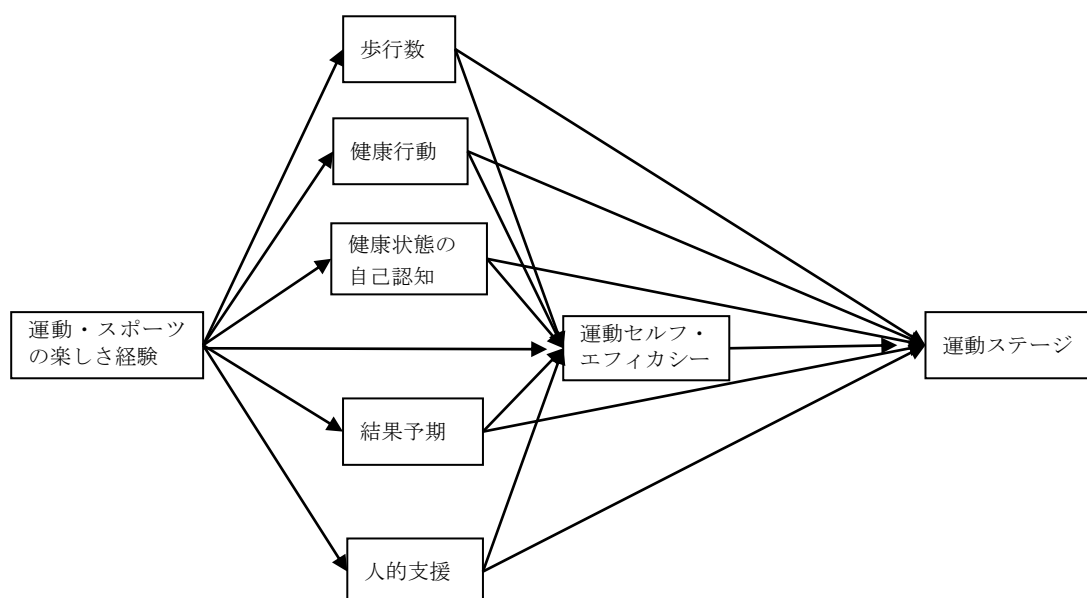 歩行数
健康行動
健康状態の
自己認知
運動・スポーツ
の楽しさ経験
運動セルフ・
エフィカシー
運動ステージ
結果予期
人的支援